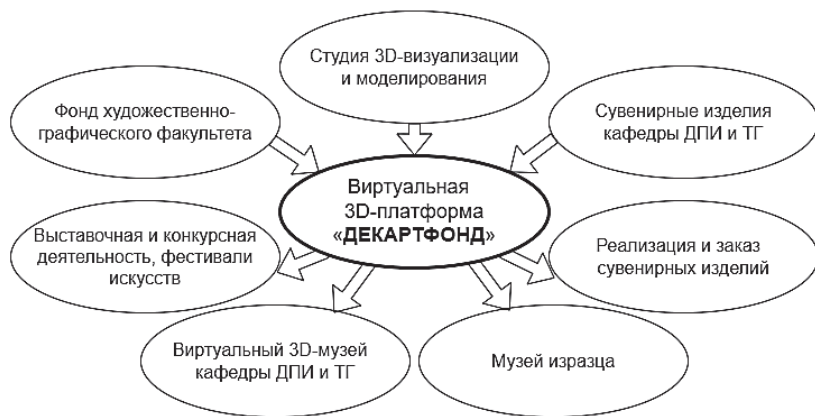 Студия 3D-визуализации
и моделирования
Фонд художественно-
графического факультета
Сувенирные изделия
кафедры ДПИ и ТГ
Виртуальная
3D-платформа
«ДЕКАРТФОНД»
Выставочная и конкурсная
деятельность, фестивали
искусств
Реализация и заказ
сувенирных изделий
Виртуальный 3D-музей
кафедры ДПИ и ТГ
Музей изразца